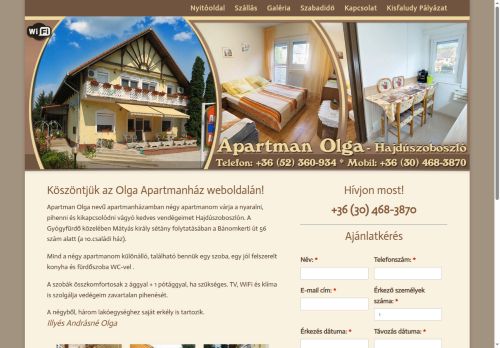 Nyitóoldal Szállás Galéria Szabadidő Kapcsolat Kisfaludy Pályázat
Wi Fi
Apartman Olga - Hajdúszoboszló
Telefon: +36 (52) 360-934 * Mobil: +36 (30) 468-3870
Köszöntjük az Olga Apartmanház weboldalán!
Apartman Olga nevű apartmanházamban négy apartmanom várja a nyaralni,
pihenni és kikapcsolódni vágyó kedves vendégeimet Hajdúszoboszlón. A
Gyógyfürdő közelében Mátyás király sétány folytatásában a Bánomkerti út 56
szám alatt (a 10.családi ház).
Mind a négy apartmanom különálló, található bennük egy szoba, egy jól felszerelt
konyha és fürdőszoba WC-vel .
A szobák összkomfortosak 2 ággyal + 1 pótággyal, ha szükséges. TV, WiFi és klíma
is szolgálja vedégeim zavartalan pihenését.
A négyből, három lakóegységhez saját erkély is tartozik.
Illyés Andrásné Olga
Hívjon most!
+36 (30) 468-3870
Ajánlatkérés
Név: * Telefonszám: *
E-mail cím: * Érkező személyek
száma: *
1
Érkezés dátuma: * Távozás dátuma: *